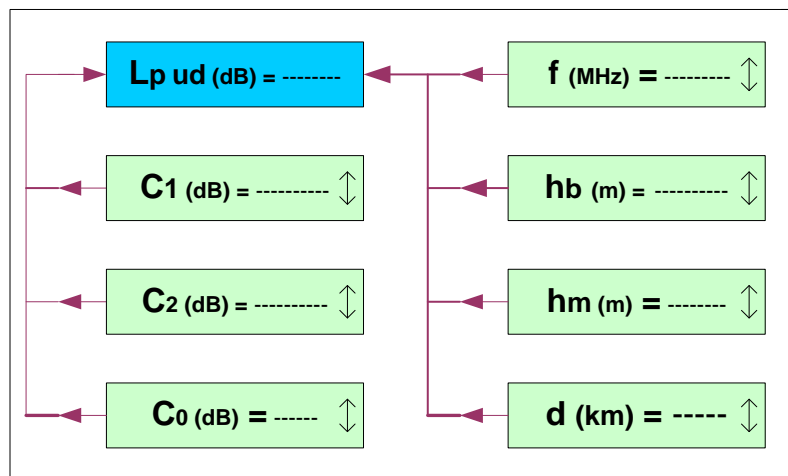 Lp ud (dB) = --------
f (MHz) = ---------
C1 (dB) = ----------
hb (m) = ----------
C2 (dB) = ----------
hm (m) = --------
C0 (dB) = ------
d (km) = -----